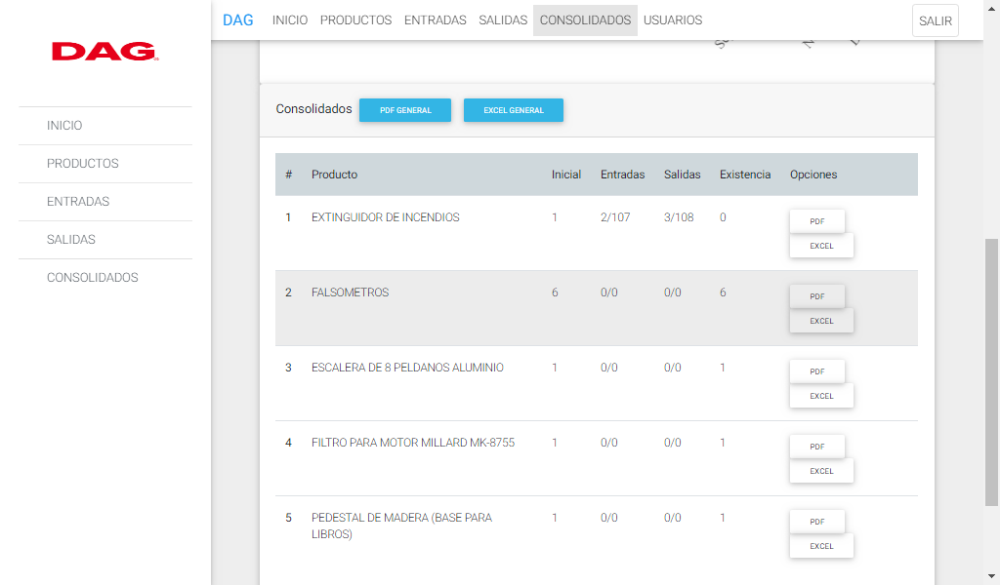 DAG
INICIO
PRODUCTOS
ENTRADAS
SALIDAS
CONSOLIDADOS
DAG INICIO PRODUCTOS ENTRADAS SALIDAS CONSOLIDADOS USUARIOS SALIR
Consolidados PDF GENERAL EXCEL GENERAL
# Producto Inicial Entradas Salidas Existencia Opciones
1 EXTINGUIDOR DE INCENDIOS 1 2/107 3/108 0 PDF
EXCEL
2 FALSOMETROS 6 0/0 0/0 6 PDF
EXCEL
3 ESCALERA DE 8 PELDANOS ALUMINIO 1 0/0 0/0 1 PDF
EXCEL
4 FILTRO PARA MOTOR MILLARD MK-8755 1 0/0 0/0 1 PDF
EXCEL
5 PEDESTAL DE MADERA (BASE PARA 1 0/0 0/0 1 PDF
LIBROS)
EXCEL